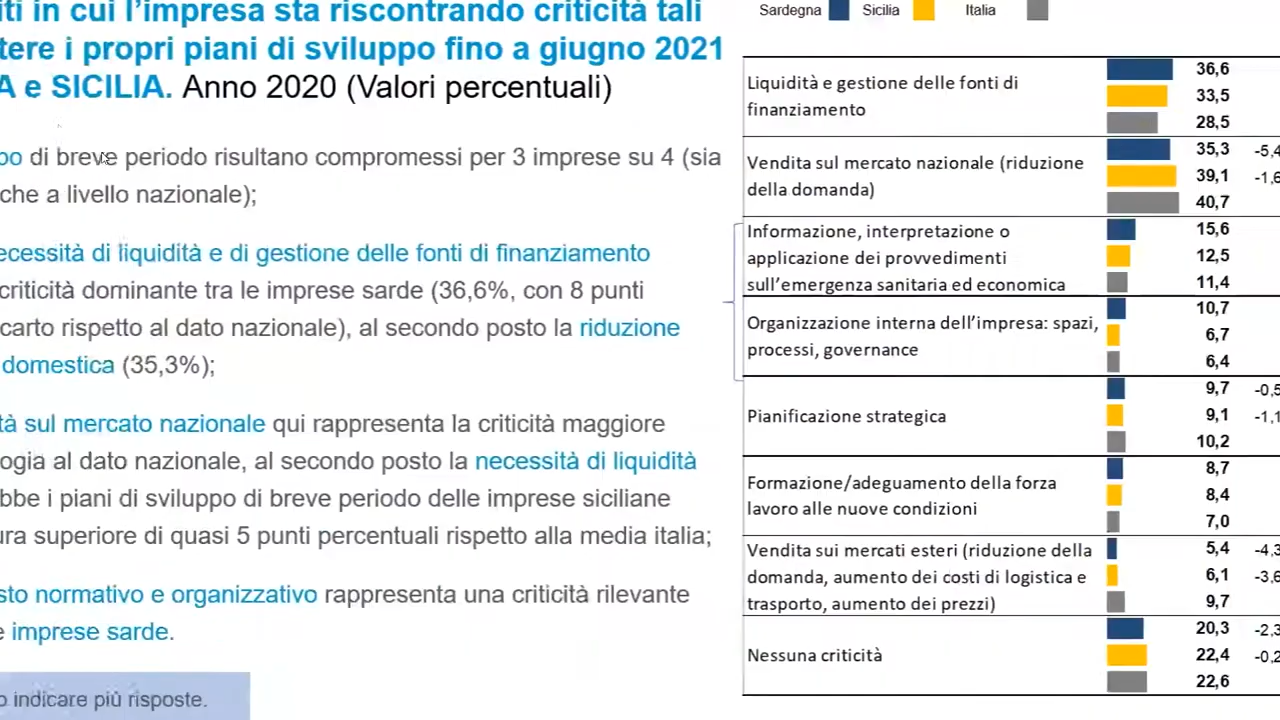 iti in cui l'impresa sta riscontrando criticità tali
tere i propri piani di sviluppo fino a giugno 2021
A e SICILIA. Anno 2020 (Valori percentuali)
po di breve periodo risultano compromessi per 3 imprese su 4 (sia
che a livello nazionale);
ecessità di liquidità e di gestione delle fonti di finanziamento
criticità dominante tra le imprese sarde (36,6%, con 8 punti
carto rispetto al dato nazionale), al secondo posto la riduzione
domestica (35,3%);
tà sul mercato nazionale qui rappresenta la criticità maggiore
ogia al dato nazionale, al secondo posto la necessità di liquidità
bbe i piani di sviluppo di breve periodo delle imprese siciliane
ura superiore di quasi 5 punti percentuali rispetto alla media italia;
sto normativo e organizzativo rappresenta una criticità rilevante
e imprese sarde.
o indicare più risposte.
Sardegna Sicilia Italia
Liquidità e gestione delle fonti di
finanziamento
36,6
33,5
28,5
Vendita sul mercato nazionale (riduzione
della domanda)
35,3 -5,4
39,1 -1,6
40,7
Informazione, interpretazione o
applicazione dei provvedimenti
sull'emergenza sanitaria ed economica
15,6
12,5
11,4
Organizzazione interna dell'impresa: spazi,
processi, governance
10,7
6,7
6,4
Pianificazione strategica
9,7 -0,5
9,1 -1,1
10,2
Formazione/adeguamento della forza
lavoro alle nuove condizioni
8,7
8,4
7,0
Vendita sui mercati esteri (riduzione della
domanda, aumento dei costi di logistica e
trasporto, aumento dei prezzi)
5,4 -4,3
6,1 -3,6
9,7
Nessuna criticità
20,3 -2,3
22,4 -0,2
22,6